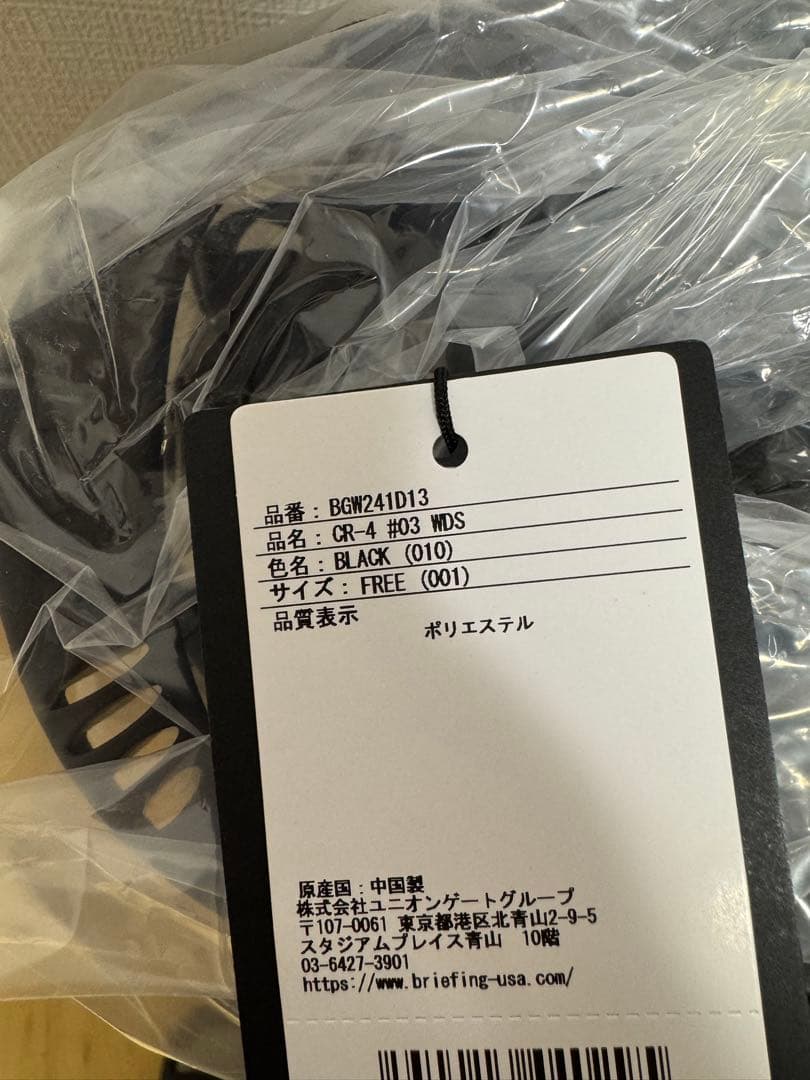 品番: BGW241D13
品名: CR-4 #03 WDS
色名: BLACK (010)
サイズ: FREE (001)
品質表示
ポリエステル
原産国:中国製
株式会社ユニオンゲートグループ
〒107-0061 東京都港区北青山2-9-5
スタジアムプレイス青山 10階
03-6427-3901
https://www.briefing-usa.com/